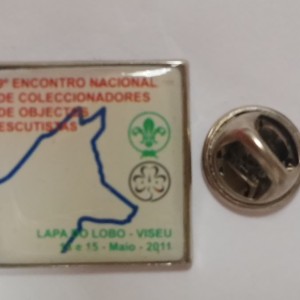 º ENCONTRO NACIONAL
DE COLECCIONADORES
DE OBJECTOS
ESCUTISTAS
LAPA DO LOBO - VISEU
e 15 - Maio - 2011